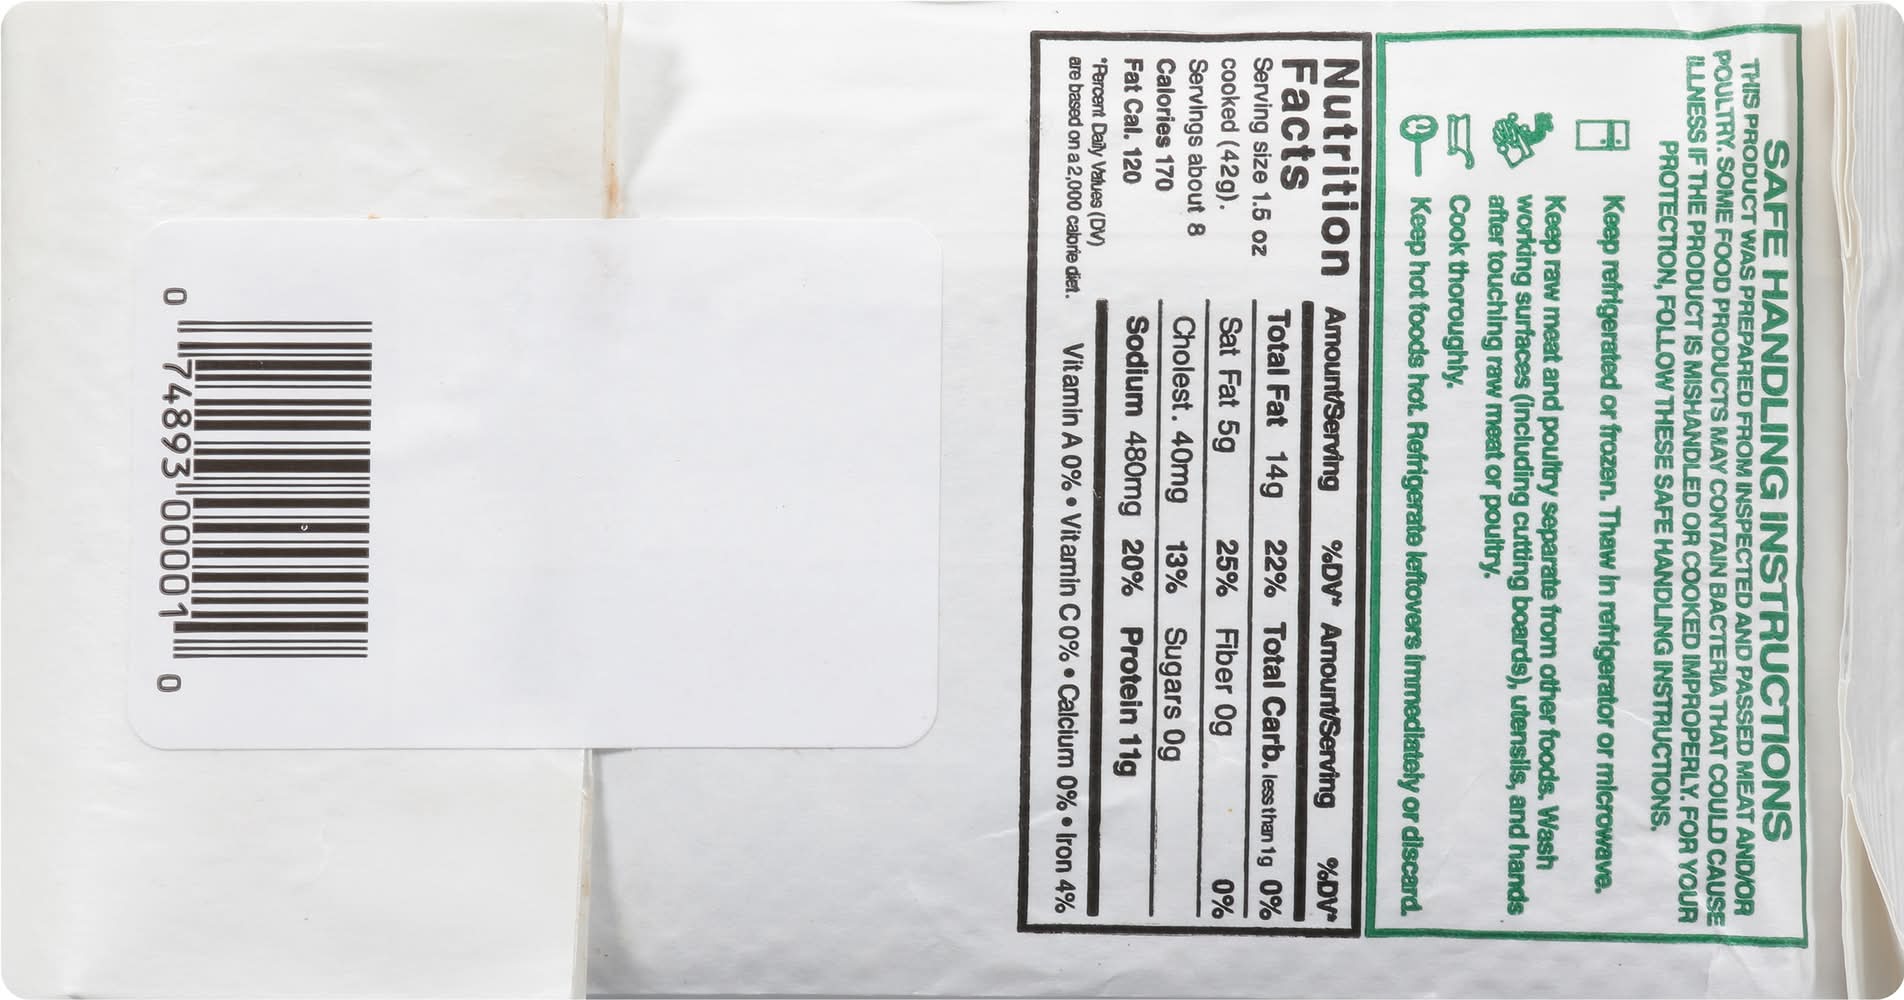 SAFE HANDLING INSTRUCTIONS
THIS PRODUCT WAS PREPARED FROM INSPECTED AND PASSED MEAT AND/OR
POULTRY. SOME FOOD PRODUCTS MAY CONTAIN BACTERIA THAT COULD CAUSE
ILLNESS IF THE PRODUCT IS MISHANDLED OR COOKED IMPROPERLY. FOR YOUR
PROTECTION, FOLLOW THESE SAFE HANDLING INSTRUCTIONS.
Keep refrigerated or frozen. Thaw in refrigerator or microwave.
Keep raw meat and poultry separate from other foods. Wash
working surfaces (including cutting boards), utensils, and hands
after touching raw meat or poultry.
Cook thoroughly.
Keep hot foods hot. Refrigerate leftovers immediately or discard.
Nutrition
Facts
Serving size 1.5 oz
cooked (42g).
Servings about 8
Calories 170
Fat Cal. 120
*Percent Daily Values (DV)
are based on a 2,000 calorie diet.
Amount/Serving %DV* Amount/Serving %DV*
Total Fat 14g 22% Total Carb. less than 1g 0%
Sat Fat 5g 25% Fiber 0g 0%
Cholest. 40mg 13% Sugars 0g
Sodium 480mg 20% Protein 11g
Vitamin A 0% • Vitamin C 0% • Calcium 0% • Iron 4%
0 74893 00001 0